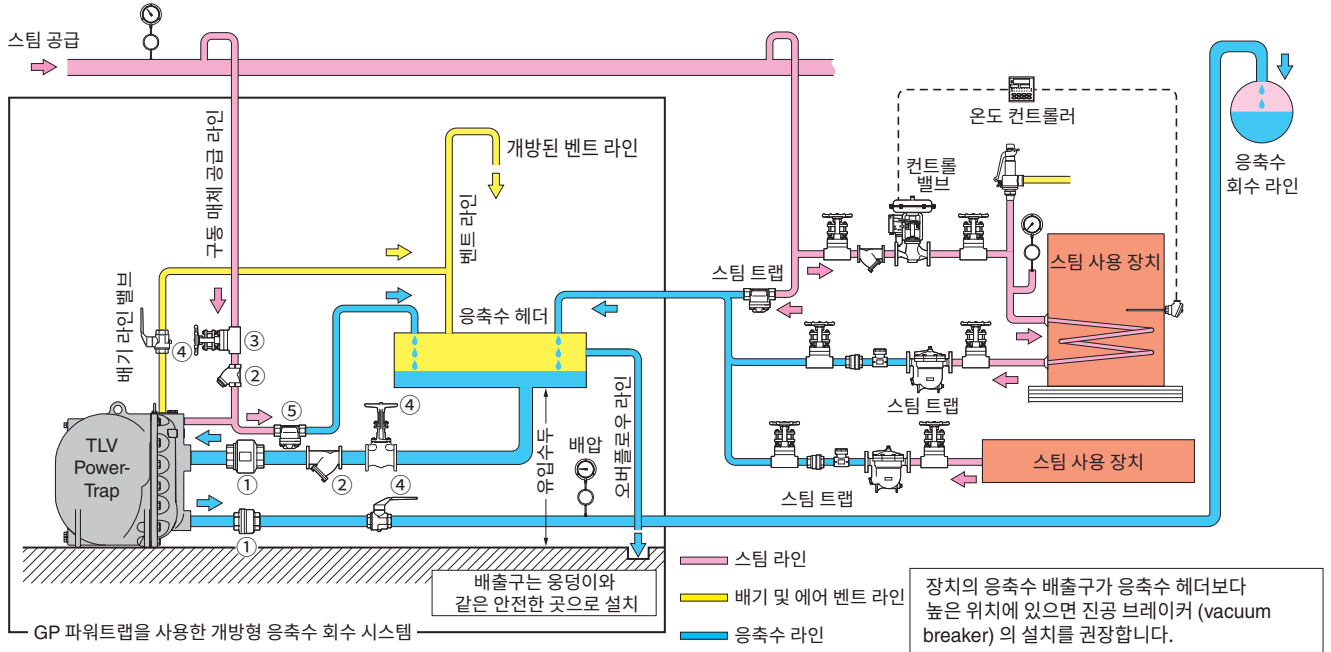 스팀 공급
구동 매체 공급 라인
개방된 벤트 라인
벤트 라인
배기 라인 밸브
④
③
②
⑤
①
②
④
④
①
TLV
Power-
Trap
응축수 헤더
유입수두
오버플로우 라인
배압
배출구는 웅덩이와
같은 안전한 곳으로 설치
GP 파워트랩을 사용한 개방형 응축수 회수 시스템
온도 컨트롤러
컨트롤
밸브
스팀 트랩
스팀 사용 장치
스팀 트랩
스팀 사용 장치
스팀 트랩
응축수
회수 라인
스팀 라인
배기 및 에어 벤트 라인
응축수 라인
장치의 응축수 배출구가 응축수 헤더보다
높은 위치에 있으면 진공 브레이커 (vacuum
breaker) 의 설치를 권장합니다.